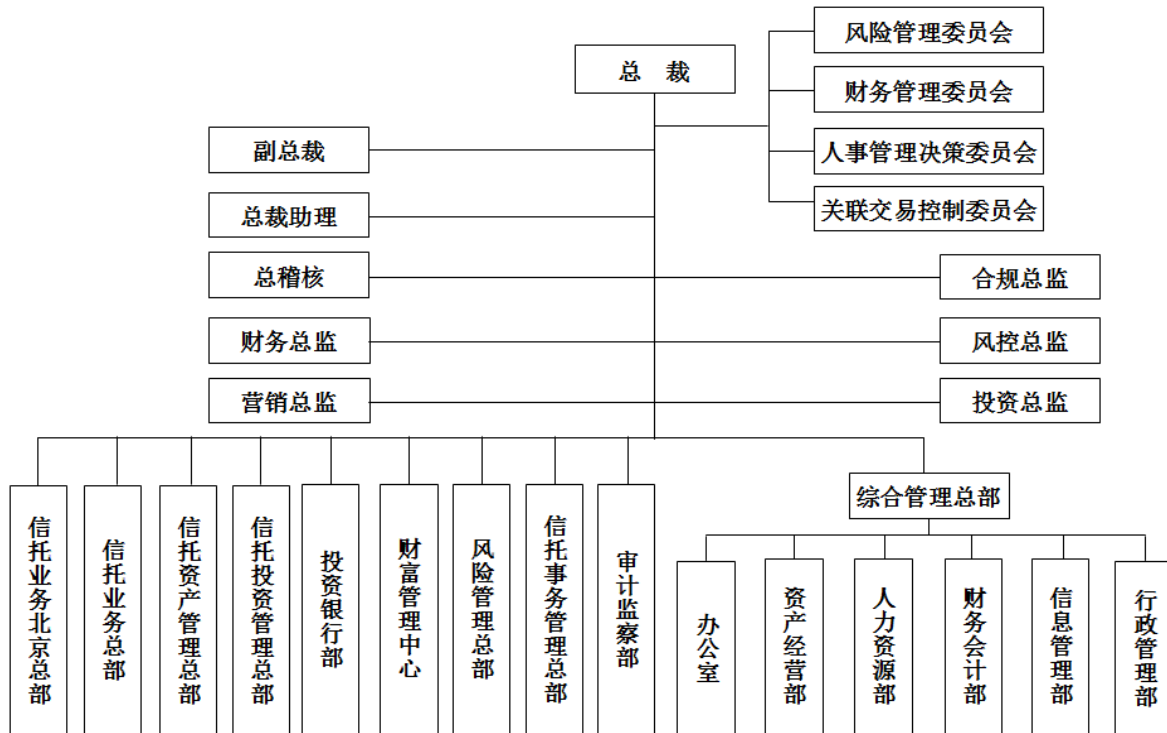 总 裁
风险管理委员会
财务管理委员会
人事管理决策委员会
关联交易控制委员会
副总裁
总裁助理
总稽核
合规总监
财务总监
风控总监
营销总监
投资总监
信托业务北京总部
信托业务总部
信托资产管理总部
信托投资管理总部
投资银行部
财富管理中心
风险管理总部
信托事务管理总部
审计监察部
综合管理总部
办公室
资产经营部
人力资源部
财务会计部
信息管理部
行政管理部